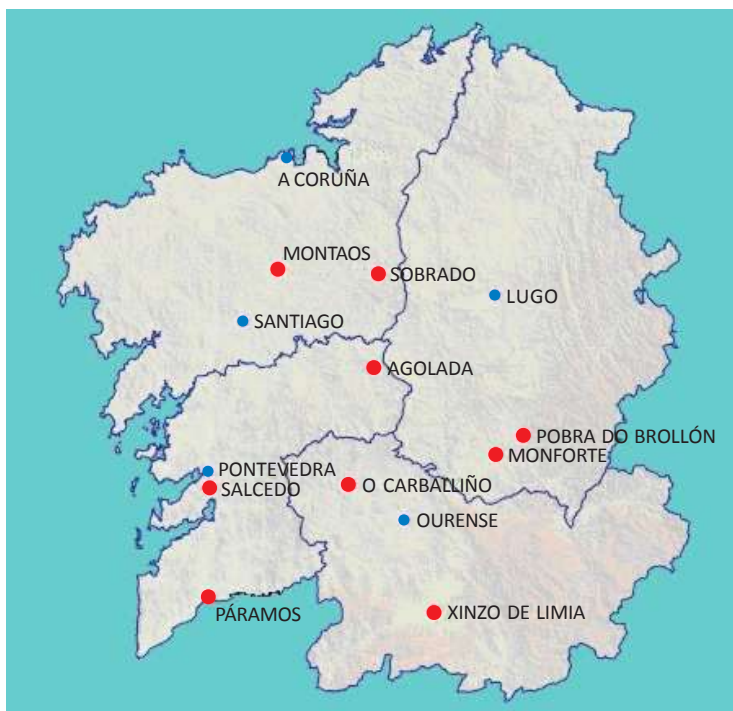 A CORUÑA
MONTAOS
SOBRADO
LUGO
SANTIAGO
AGOLADA
POBRA DO BROLLÓN
MONFORTE
PONTEVEDRA
SALCEDO
O CARBALLIÑO
OURENSE
PÁRAMOS
XINZO DE LIMIA